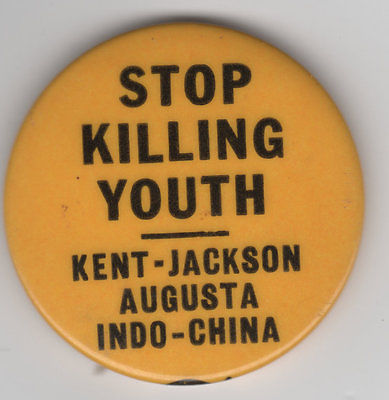 STOP
KILLING
YOUTH
KENT-JACKSON
AUGUSTA
INDO-CHINA